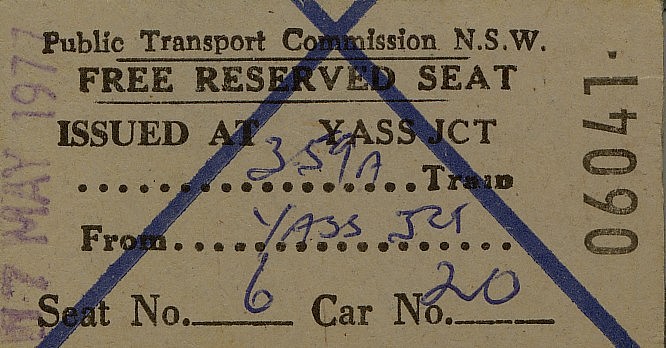 Public Transport Commission N.S.W.
FREE RESERVED SEAT
ISSUED AT YASS JCT
359A Train
From YASS JCT
Seat No. 6 Car No. 20
14090
17 MAY 1977